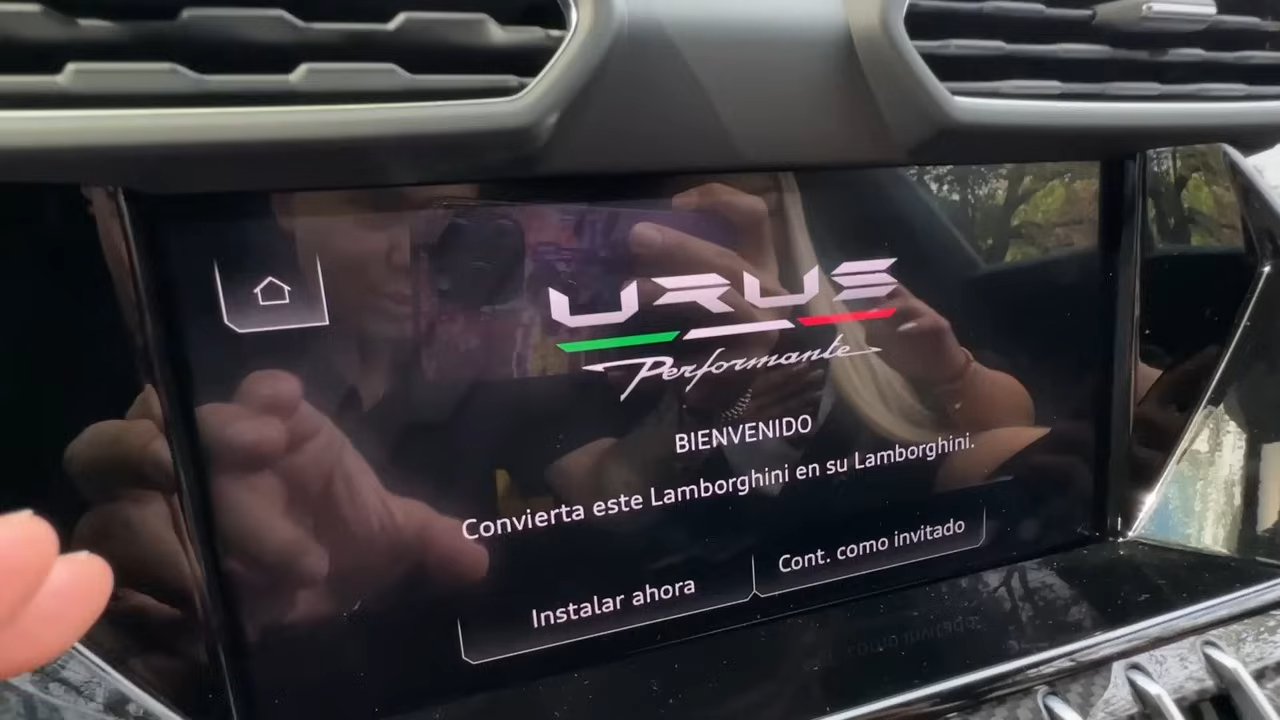 URUS
Performante
BIENVENIDO
Convierta este Lamborghini en su Lamborghini.
Instalar ahora
Cont. como invitado